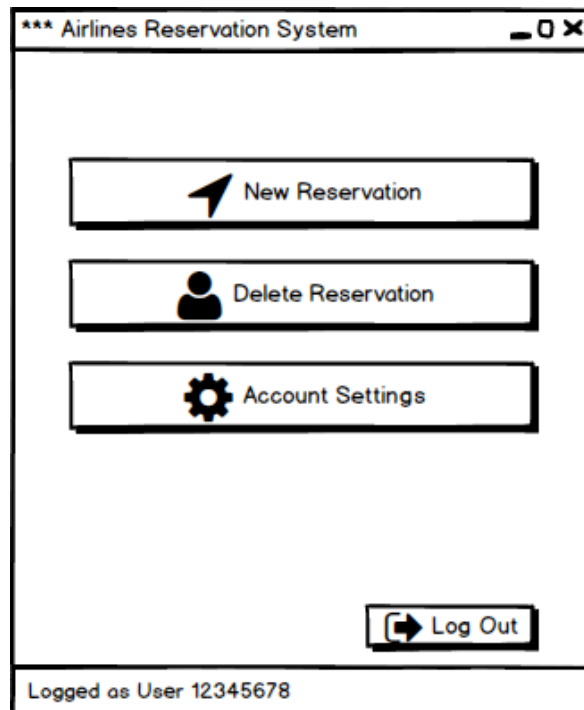 *** Airlines Reservation System
New Reservation
Delete Reservation
Account Settings
Log Out
Logged as User 12345678